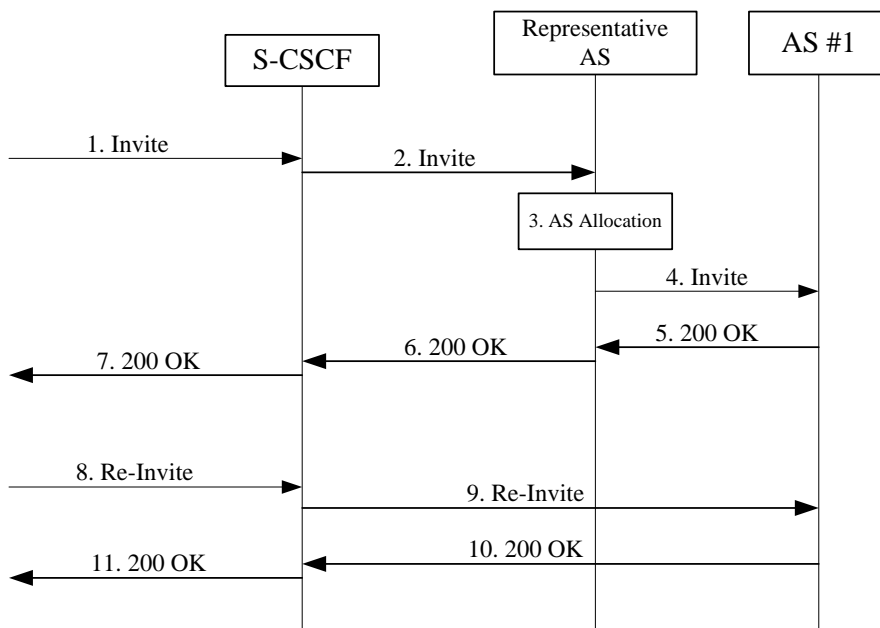 S-CSCF
Representative
AS
AS #1
1. Invite
2. Invite
3. AS Allocation
4. Invite
5. 200 OK
6. 200 OK
7. 200 OK
8. Re-Invite
9. Re-Invite
10. 200 OK
11. 200 OK